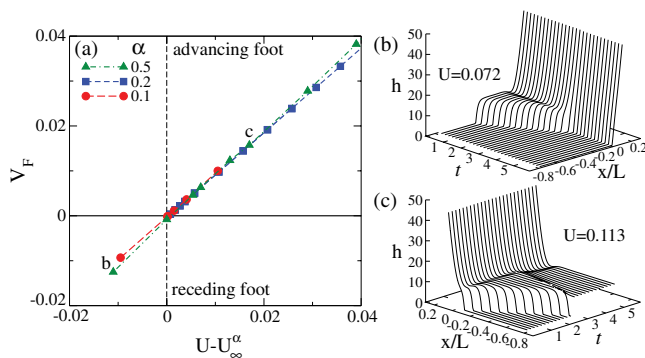 (a)
α
0.5
0.2
0.1
advancing foot
c
b
receding foot
V_F
0.04
0.02
0
-0.02
-0.02
0
0.02
0.04
U-U_∞^α
(b)
U=0.072
h
50
40
30
20
10
0
1
2
3
4
5
t
-0.8
-0.6
-0.4
-0.2
0
0.2
x/L
(c)
U=0.113
h
50
40
30
20
10
0
0.2
0
-0.2
-0.4
-0.6
-0.8
x/L
1
2
3
4
5
t